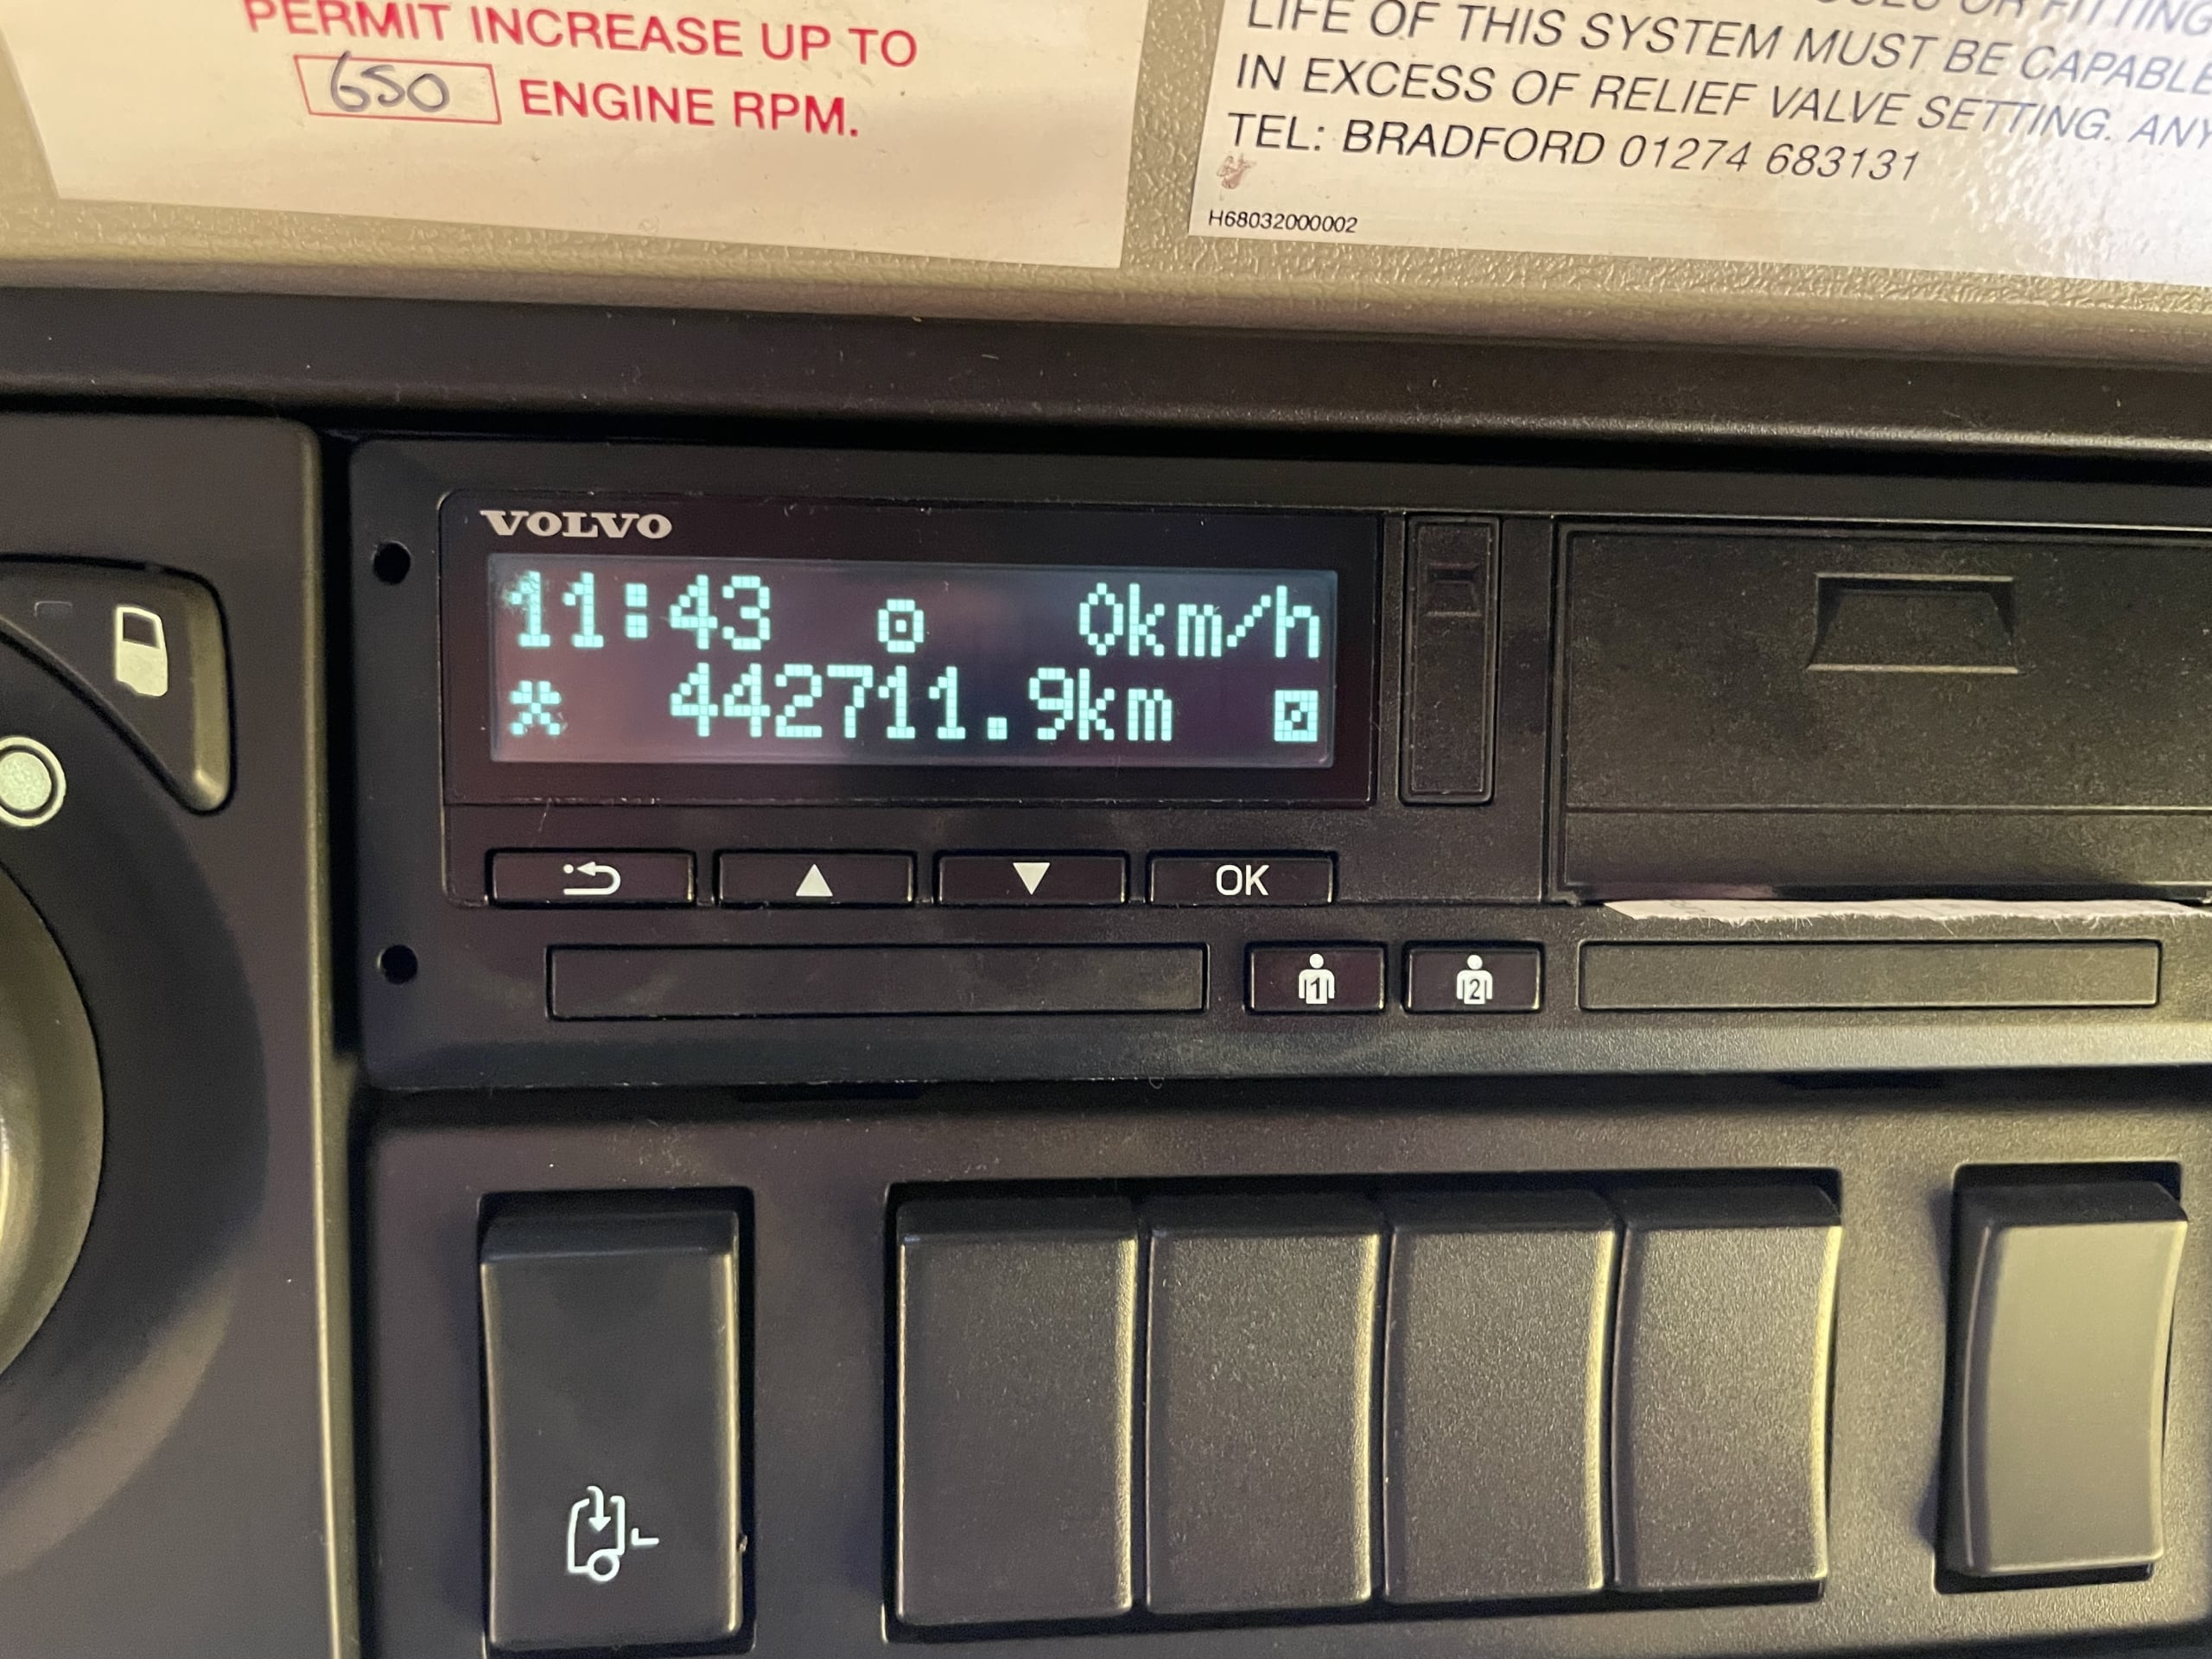 PERMIT INCREASE UP TO
650 ENGINE RPM.
LIFE OF THIS SYSTEM MUST BE CAPABLE
IN EXCESS OF RELIEF VALVE SETTING. ANY
TEL: BRADFORD 01274 683131
H68032000002
VOLVO
11:43 0km/h
442711.9km
OK
1 2